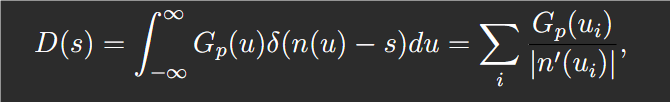 D(s) = ∫_{-∞}^{∞} G_p(u)δ(n(u) − s)du = ∑_i G_p(u_i) / |n′(u_i)|,